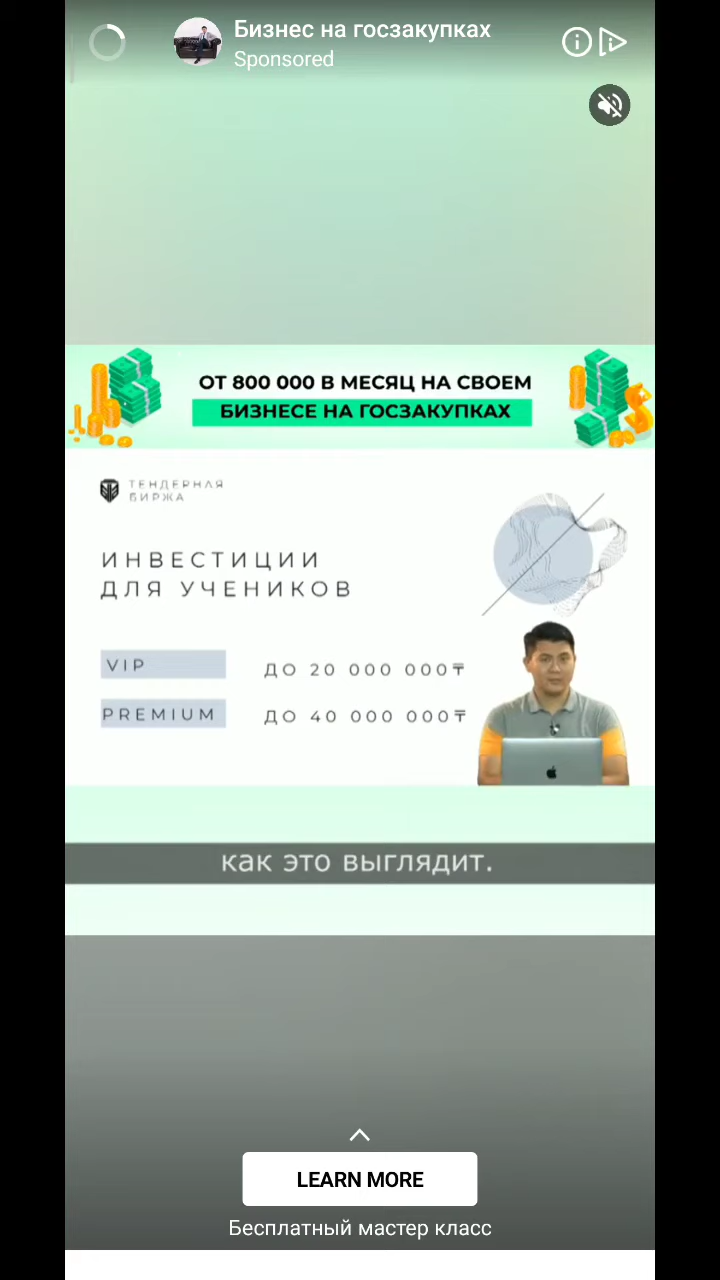 Бизнес на госзакупках
Sponsored
ОТ 800 000 В МЕСЯЦ НА СВОЕМ
БИЗНЕСЕ НА ГОСЗАКУПКАХ
ТЕНДЕРНАЯ
БИРЖА
ИНВЕСТИЦИИ
ДЛЯ УЧЕНИКОВ
VIP ДО 20 000 000₸
PREMIUM ДО 40 000 000₸
как это выглядит.
LEARN MORE
Бесплатный мастер класс